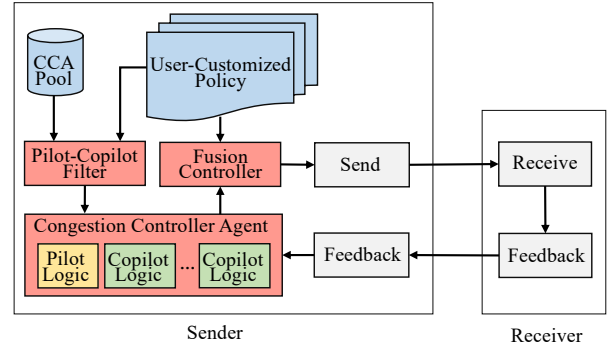 CCA
Pool
User-Customized
Policy
Pilot-Copilot
Filter
Fusion
Controller
Send
Receive
Congestion Controller Agent
Pilot
Logic
Copilot
Logic
...
Copilot
Logic
Feedback
Feedback
Sender
Receiver